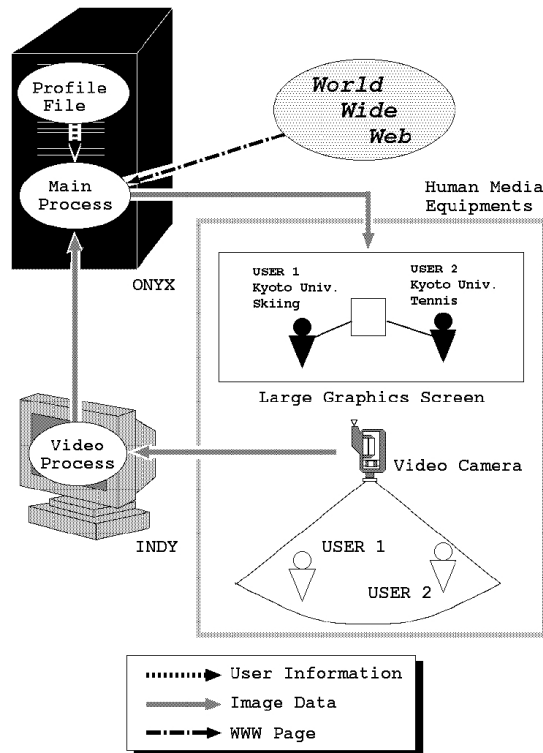 Profile
File
World
Wide
Web
Main
Process
Human Media
Equipments
ONYX
USER 1
Kyoto Univ.
Skiing
USER 2
Kyoto Univ.
Tennis
Large Graphics Screen
Video
Process
Video Camera
INDY
USER 1
USER 2
User Information
Image Data
WWW Page